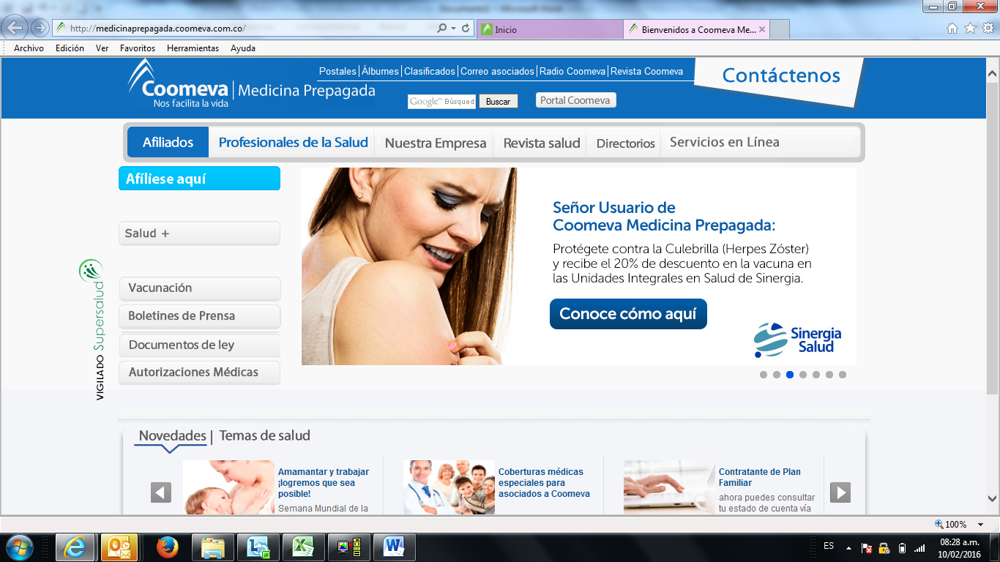 http://medicinaprepagada.coomeva.com.co/
Inicio
Bienvenidos a Coomeva Me...
Archivo Edición Ver Favoritos Herramientas Ayuda
Coomeva | Medicina Prepagada
Nos facilita la vida
Postales | Álbumes | Clasificados | Correo asociados | Radio Coomeva | Revista Coomeva
Contáctenos
Google™ Búsqued
Buscar
Portal Coomeva
Afiliados
Profesionales de la Salud
Nuestra Empresa
Revista salud
Directorios
Servicios en Línea
Afíliese aquí
Salud +
Vacunación
Boletines de Prensa
Documentos de ley
Autorizaciones Médicas
VIGILADO Supersalud
Señor Usuario de
Coomeva Medicina Prepagada:
Protégete contra la Culebrilla (Herpes Zóster)
y recibe el 20% de descuento en la vacuna en
las Unidades Integrales en Salud de Sinergia.
Conoce cómo aquí
Sinergia
Salud
Novedades | Temas de salud
Amamantar y trabajar
¡logremos que sea
posible!
Semana Mundial de la
Coberturas médicas
especiales para
asociados a Coomeva
Contratante de Plan
Familiar
ahora puedes consultar
tu estado de cuenta vía
100%
ES
08:28 a.m.
10/02/2016